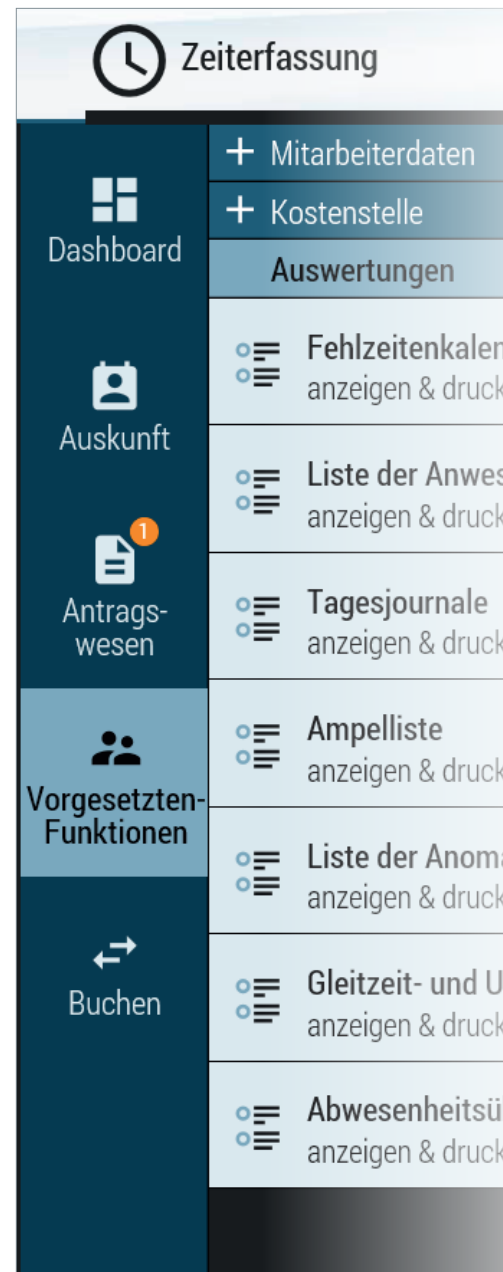 Zeiterfassung
Dashboard
Auskunft
1
Antrags-
wesen
Vorgesetzten-
Funktionen
Buchen
+ Mitarbeiterdaten
+ Kostenstelle
Auswertungen
Fehlzeitenkalen
anzeigen & druck
Liste der Anwes
anzeigen & druck
Tagesjournale
anzeigen & druck
Ampelliste
anzeigen & druck
Liste der Anoma
anzeigen & druck
Gleitzeit- und U
anzeigen & druck
Abwesenheitsü
anzeigen & druck